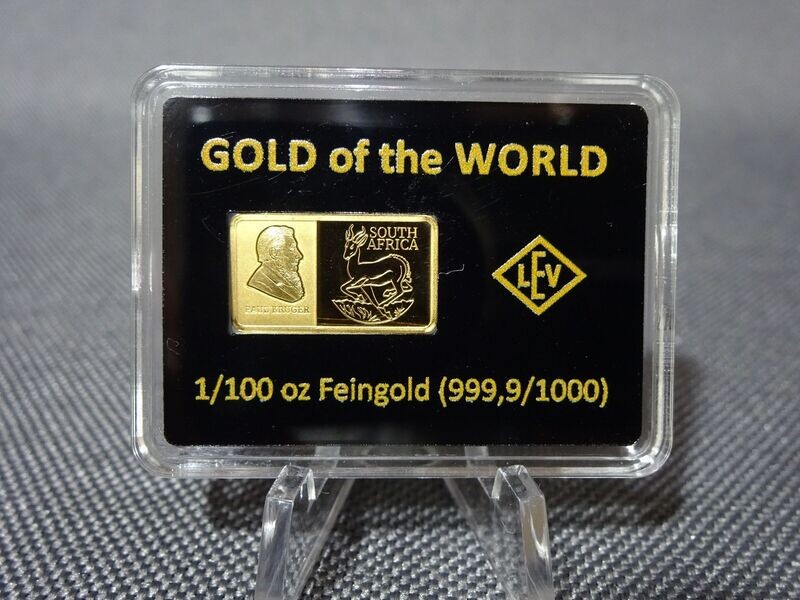 GOLD of the WORLD
SOUTH
AFRICA
PAUL KRUGER
LEV
1/100 oz Feingold (999,9/1000)